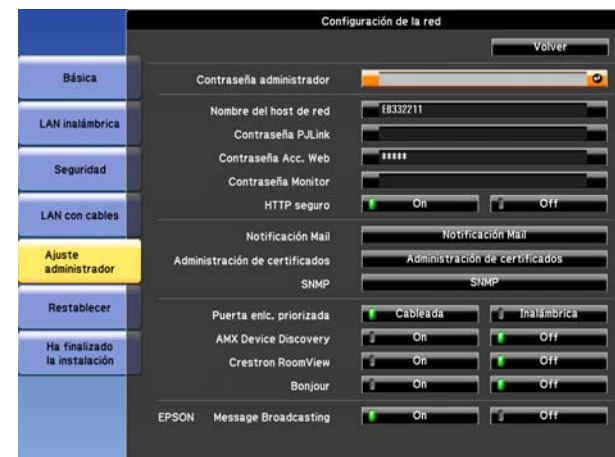 Configuración de la red
Volver
Básica
LAN inalámbrica
Seguridad
LAN con cables
Ajuste
administrador
Restablecer
Ha finalizado
la instalación
Contraseña administrador
Nombre del host de red EB332211
Contraseña PJLink
Contraseña Acc. Web *****
Contraseña Monitor
HTTP seguro On Off
Notificación Mail Notificación Mail
Administración de certificados Administración de certificados
SNMP SNMP
Puerta enlc. priorizada Cableada Inalámbrica
AMX Device Discovery On Off
Crestron RoomView On Off
Bonjour On Off
EPSON Message Broadcasting On Off